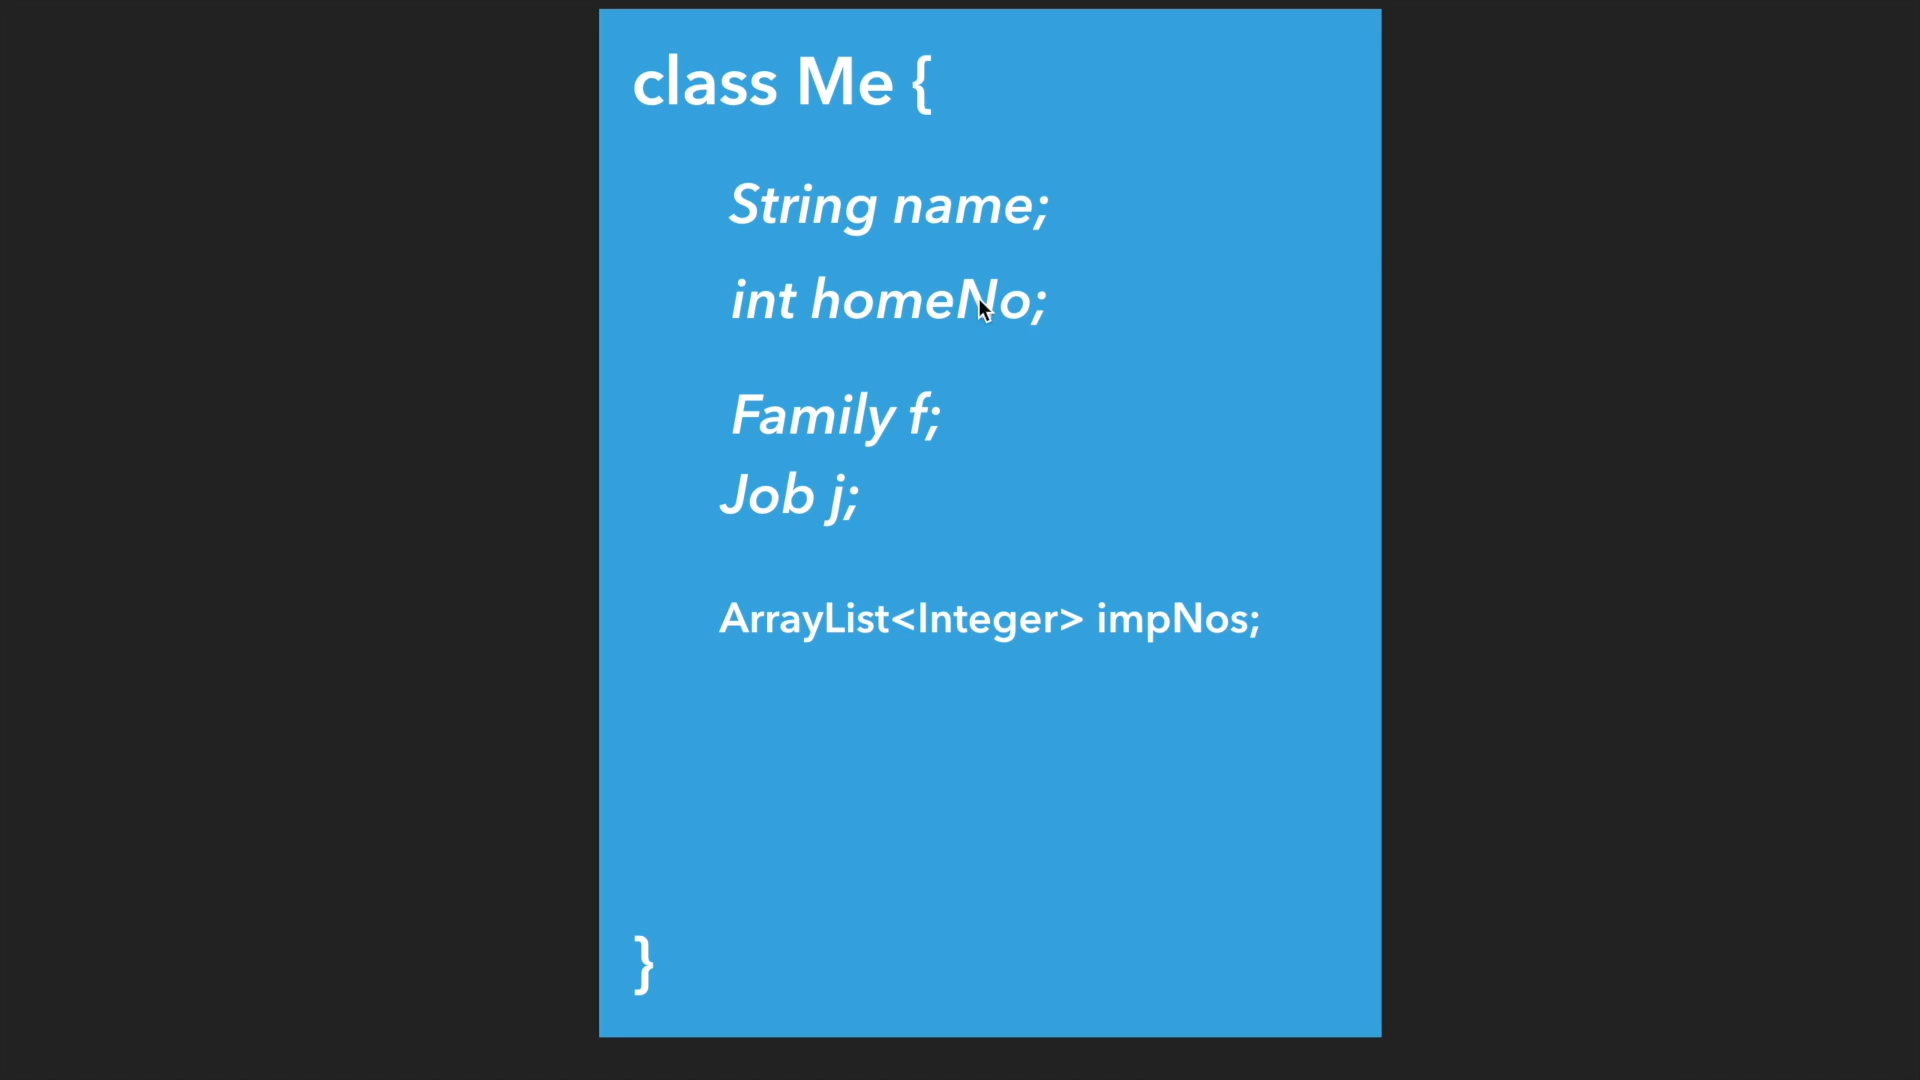 class Me {
String name;
int homeNo;
Family f;
Job j;
ArrayList<Integer> impNos;
}